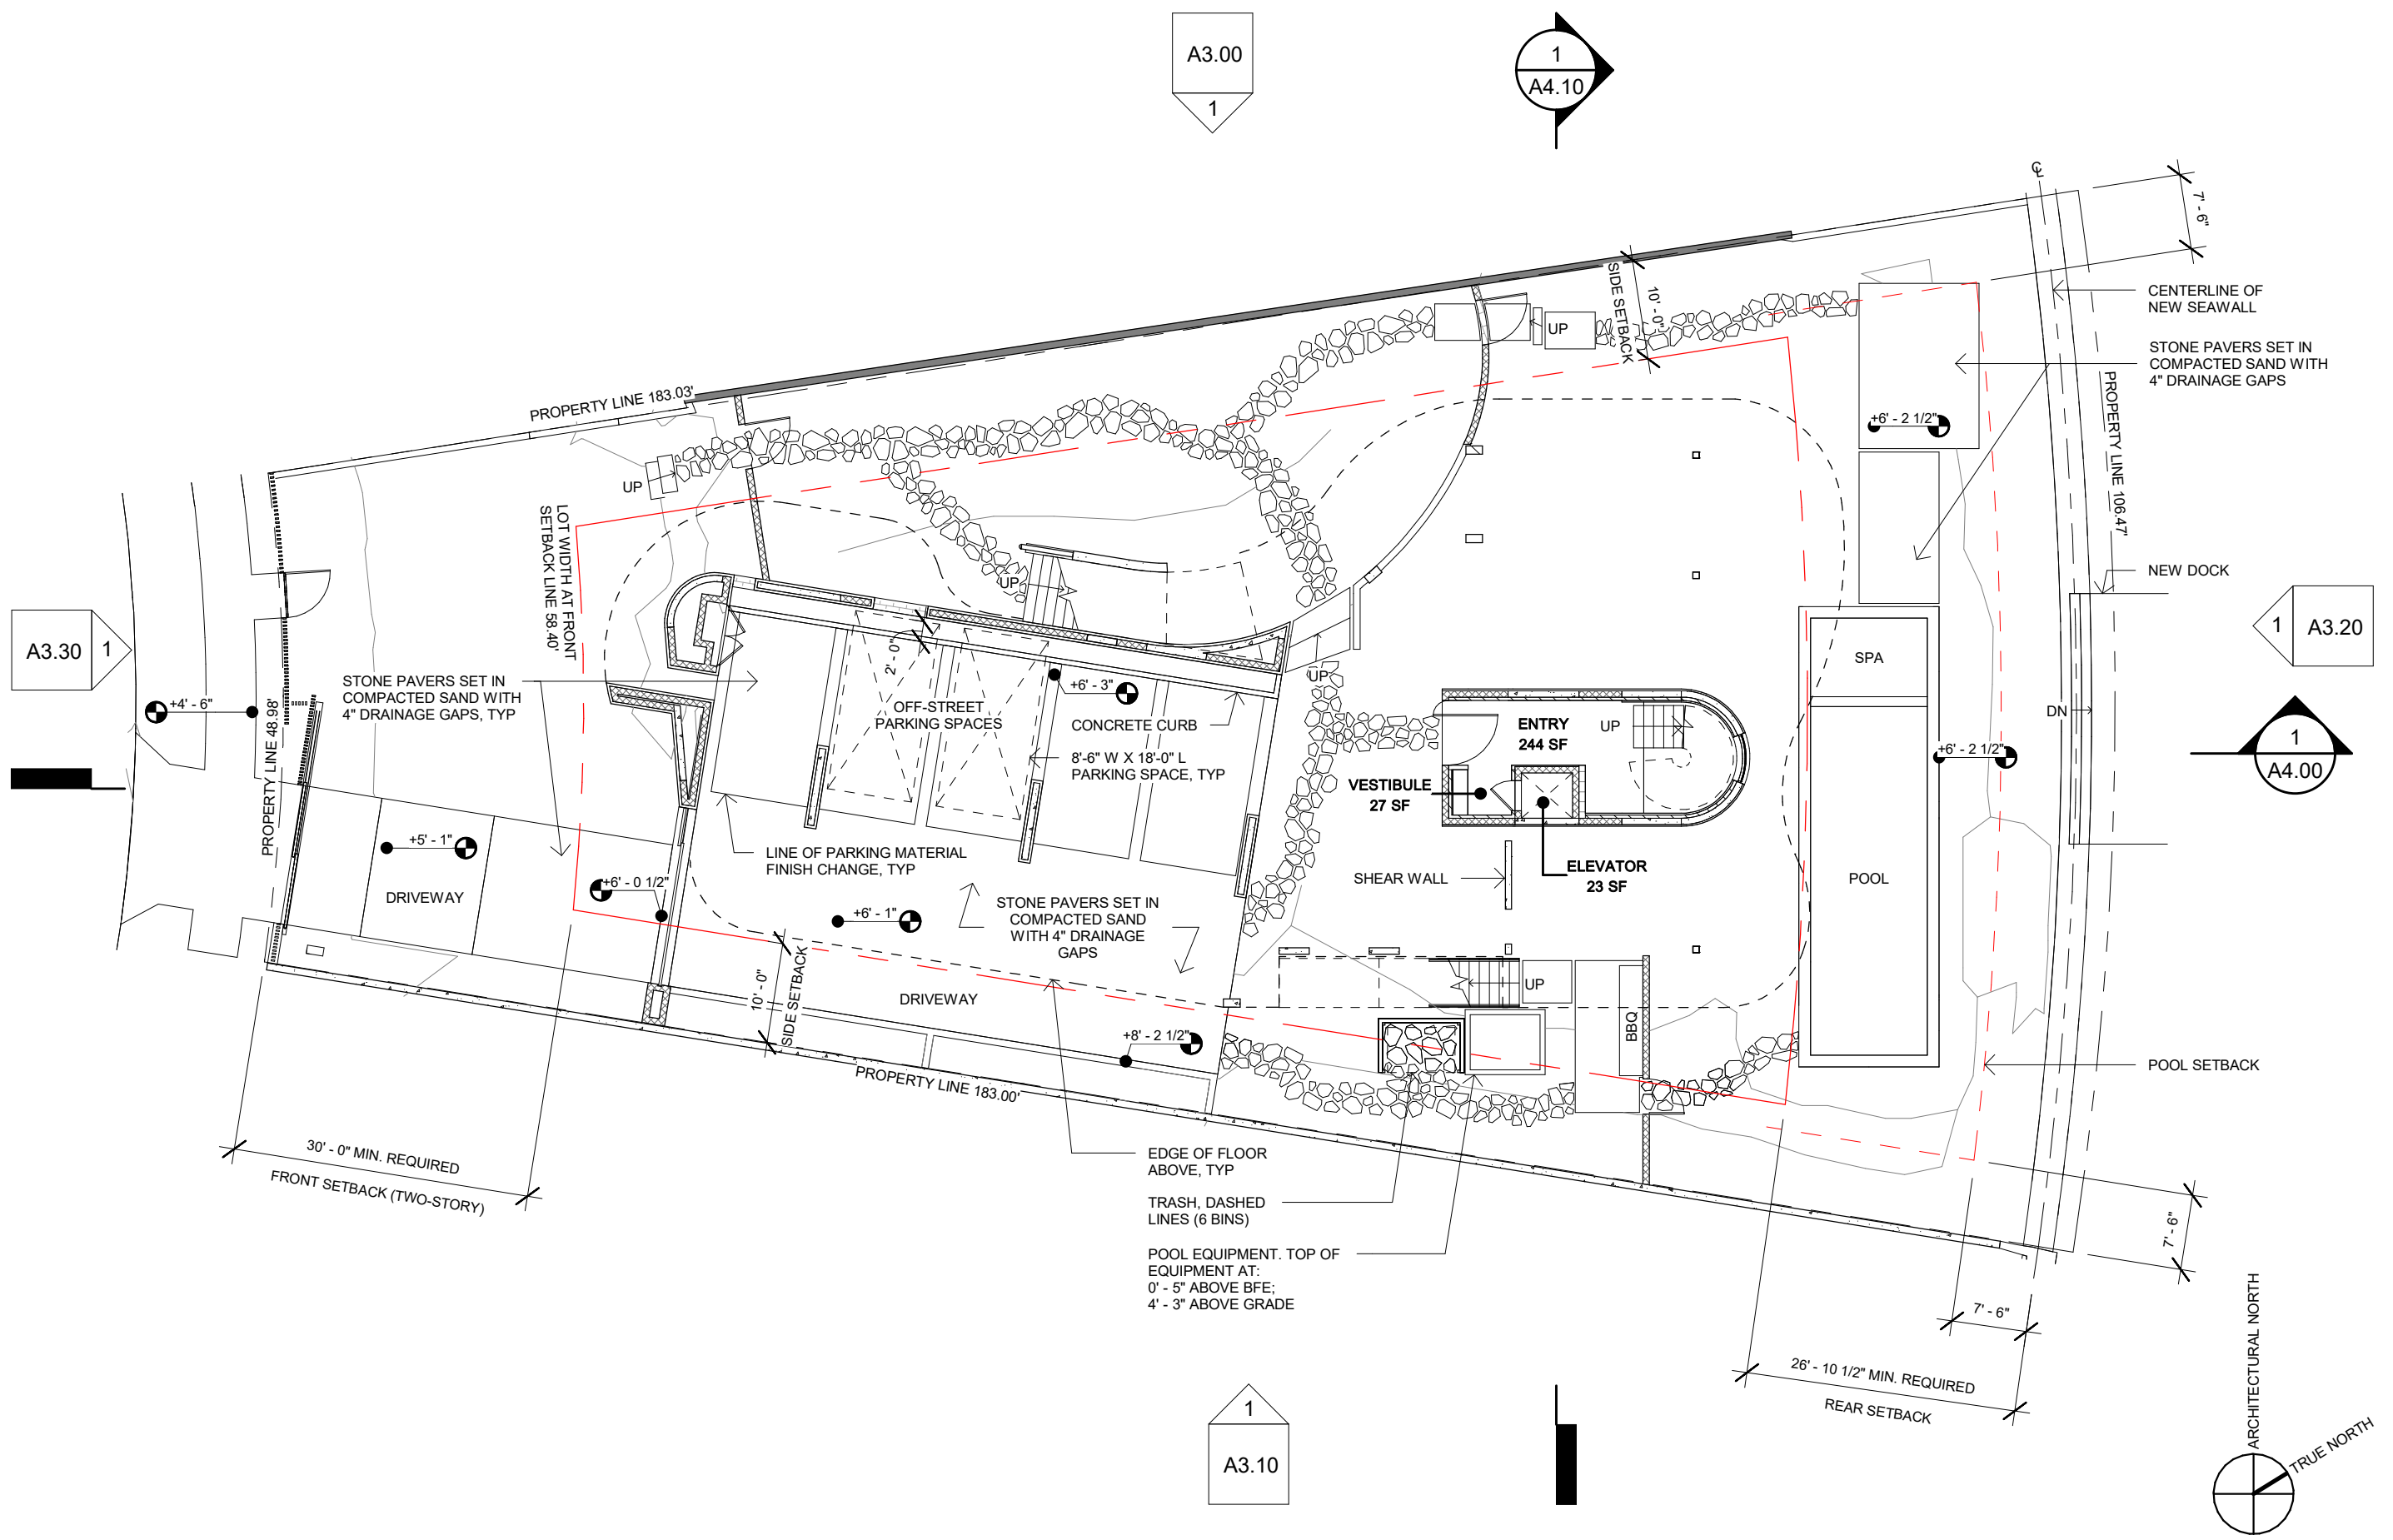 A3.00
1
1
A4.10
℄
7' - 6"
CENTERLINE OF
NEW SEAWALL
SIDE SETBACK
10' - 0"
UP
STONE PAVERS SET IN
COMPACTED SAND WITH
4" DRAINAGE GAPS
PROPERTY LINE 183.03'
PROPERTY LINE 106.47'
+6' - 2 1/2"
UP
LOT WIDTH AT FRONT
SETBACK LINE 58.40'
UP
NEW DOCK
A3.30
1
1
A3.20
2' - 0"
SPA
STONE PAVERS SET IN
COMPACTED SAND WITH
4" DRAINAGE GAPS, TYP
UP
+6' - 3"
+4' - 6"
OFF-STREET
PARKING SPACES
CONCRETE CURB
ENTRY
244 SF
UP
DN
PROPERTY LINE 48.98'
8'-6" W X 18'-0" L
PARKING SPACE, TYP
+6' - 2 1/2"
1
A4.00
VESTIBULE
27 SF
+5' - 1"
LINE OF PARKING MATERIAL
FINISH CHANGE, TYP
DRIVEWAY
+6' - 0 1/2"
SHEAR WALL
ELEVATOR
23 SF
POOL
+6' - 1"
STONE PAVERS SET IN
COMPACTED SAND
WITH 4" DRAINAGE
GAPS
10' - 0"
SIDE SETBACK
DRIVEWAY
UP
BBQ
+8' - 2 1/2"
POOL SETBACK
PROPERTY LINE 183.00'
30' - 0" MIN. REQUIRED
FRONT SETBACK (TWO-STORY)
EDGE OF FLOOR
ABOVE, TYP
TRASH, DASHED
LINES (6 BINS)
POOL EQUIPMENT. TOP OF
EQUIPMENT AT:
0' - 5" ABOVE BFE;
4' - 3" ABOVE GRADE
7' - 6"
7' - 6"
26' - 10 1/2" MIN. REQUIRED
REAR SETBACK
1
A3.10
ARCHITECTURAL NORTH
TRUE NORTH